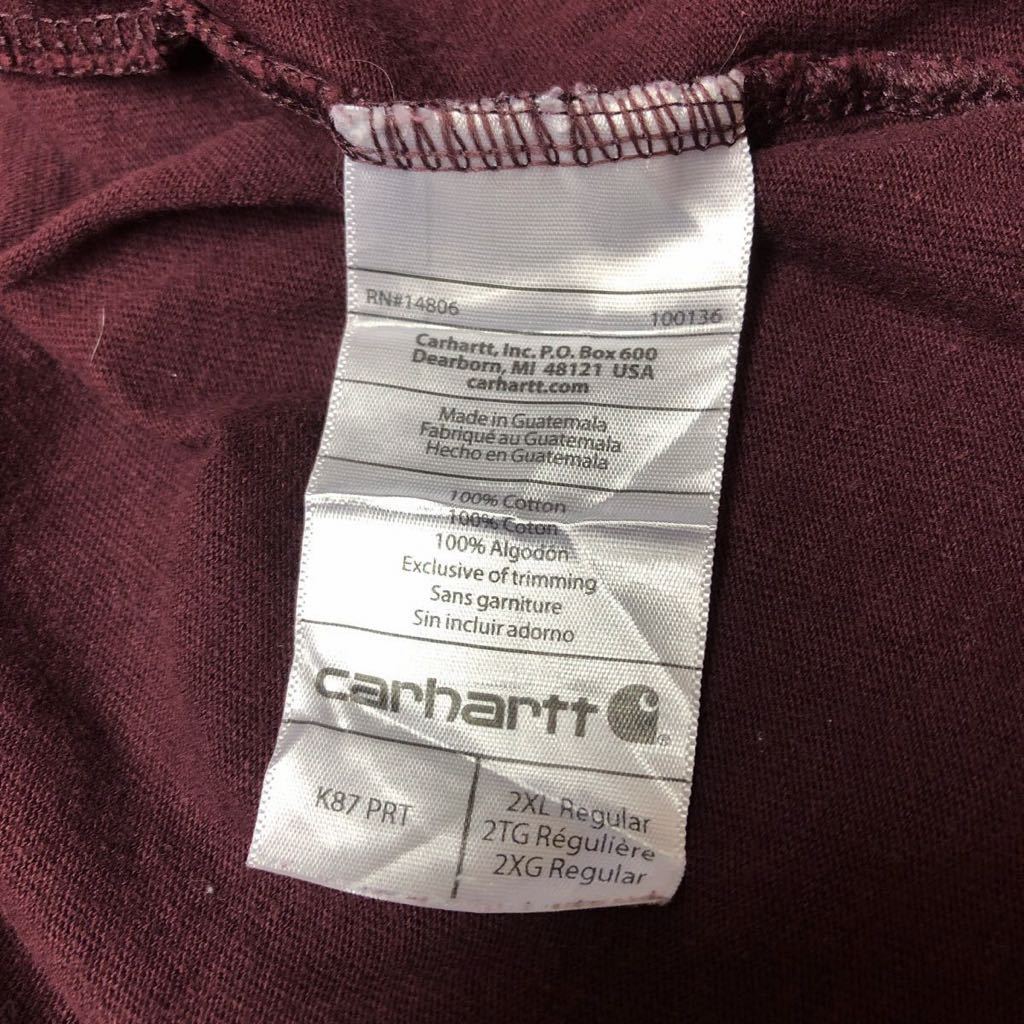 RN#14806 100136
Carhartt, Inc. P.O. Box 600
Dearborn, MI 48121 USA
carhartt.com
Made in Guatemala
Fabriqué au Guatemala
Hecho en Guatemala
100% Cotton
100% Coton
100% Algodón
Exclusive of trimming
Sans garniture
Sin incluir adorno
carhartt ®
K87 PRT
2XL Regular
2TG Régulière
2XG Regular